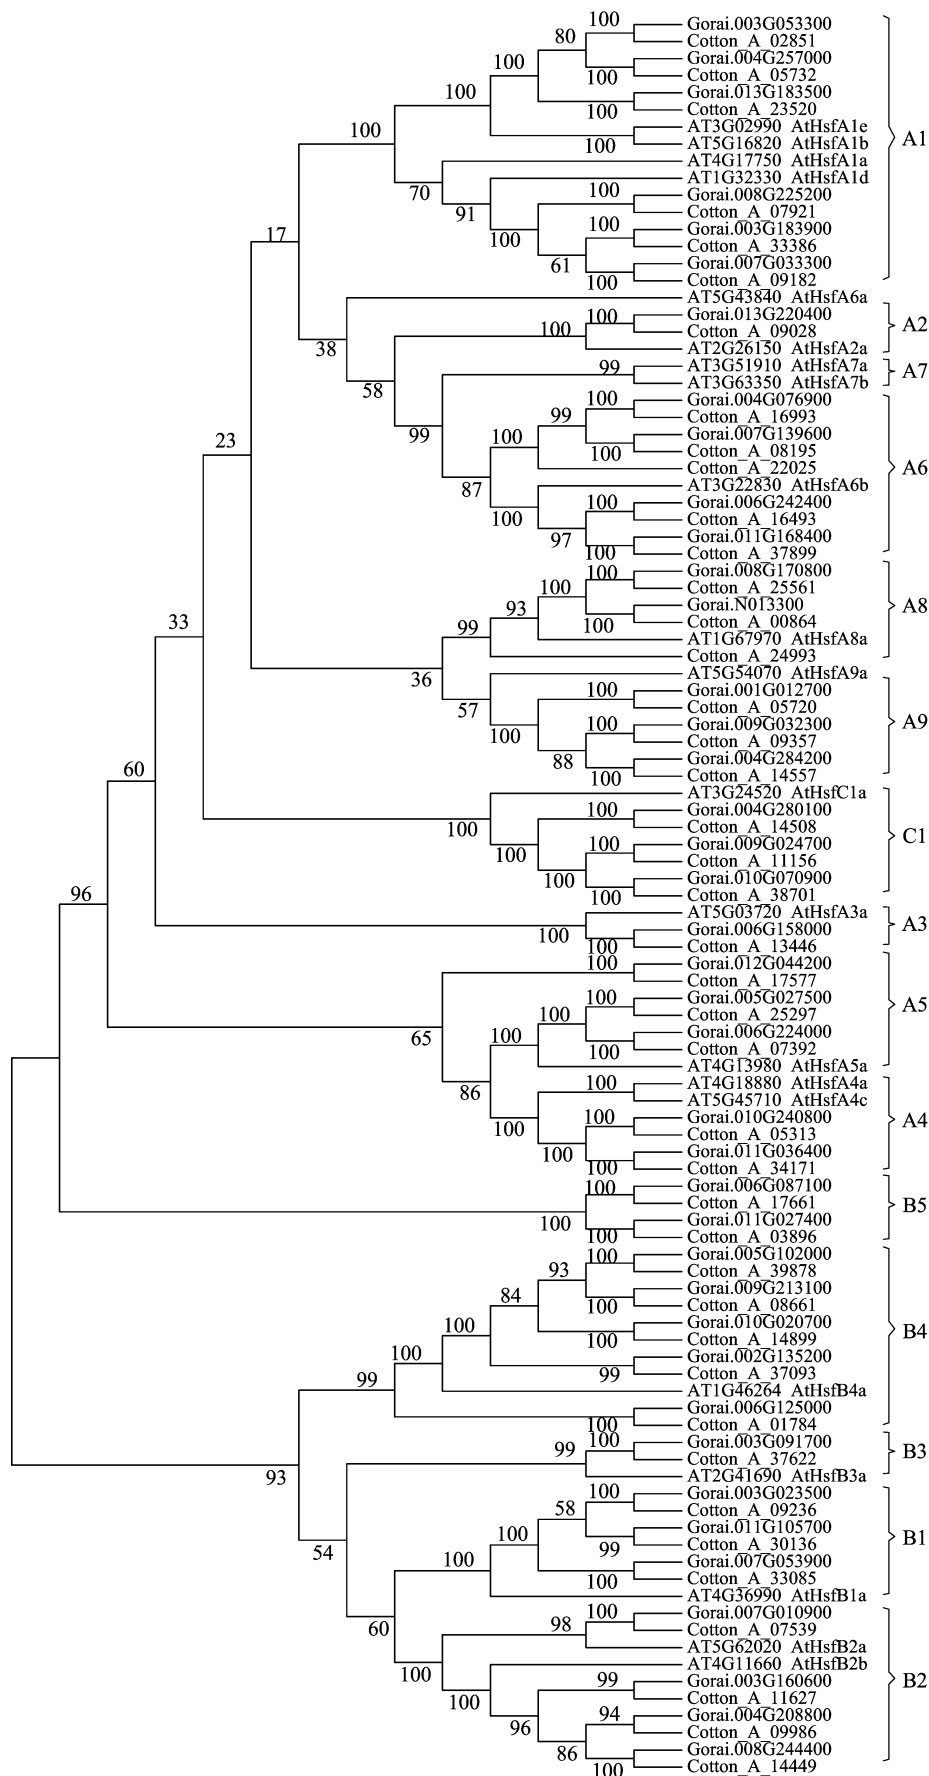 100
Gorai.003G053300
80
Cotton_A_02851
Gorai.004G257000
100
Cotton_A_05732
100
Gorai.013G183500
100
100
Cotton_A_23520
AT3G02990 AtHsfA1e
100
AT5G16820 AtHsfA1b
100
A1
AT4G17750 AtHsfA1a
AT1G32330 AtHsfA1d
70
100
Gorai.008G225200
91
Cotton_A_07921
100
100
Gorai.003G183900
Cotton_A_33386
17
61
Gorai.007G033300
100
Cotton_A_09182
AT5G43840 AtHsfA6a
100
Gorai.013G220400
100
Cotton_A_09028
A2
38
AT2G26150 AtHsfA2a
99
AT3G51910 AtHsfA7a
A7
58
AT3G63350 AtHsfA7b
100
Gorai.004G076900
99
Cotton_A_16993
99
100
Gorai.007G139600
100
Cotton_A_08195
23
Cotton_A_22025
A6
87
AT3G22830 AtHsfA6b
100
100
Gorai.006G242400
Cotton_A_16493
97
Gorai.011G168400
100
Cotton_A_37899
100
Gorai.008G170800
100
Cotton_A_25561
93
Gorai.N013300
A8
100
Cotton_A_00864
33
99
AT1G67970 AtHsfA8a
Cotton_A_24993
36
AT5G54070 AtHsfA9a
57
100
Gorai.001G012700
Cotton_A_05720
100
100
Gorai.009G032300
A9
Cotton_A_09357
88
Gorai.004G284200
60
100
Cotton_A_14557
AT3G24520 AtHsfC1a
100
100
Gorai.004G280100
Cotton_A_14508
C1
100
100
Gorai.009G024700
Cotton_A_11156
100
Gorai.010G070900
96
100
Cotton_A_38701
AT5G03720 AtHsfA3a
A3
100
Gorai.006G158000
100
Cotton_A_13446
100
Gorai.012G044200
Cotton_A_17577
100
Gorai.005G027500
A5
100
Cotton_A_25297
100
Gorai.006G224000
65
100
Cotton_A_07392
AT4G13980 AtHsfA5a
86
100
AT4G18880 AtHsfA4a
AT5G45710 AtHsfA4c
100
100
Gorai.010G240800
A4
Cotton_A_05313
100
Gorai.011G036400
100
Cotton_A_34171
100
Gorai.006G087100
Cotton_A_17661
B5
100
Gorai.011G027400
100
Cotton_A_03896
100
Gorai.005G102000
93
Cotton_A_39878
84
Gorai.009G213100
100
Cotton_A_08661
100
Gorai.010G020700
B4
100
100
Cotton_A_14899
Gorai.002G135200
99
99
Cotton_A_37093
AT1G46264 AtHsfB4a
Gorai.006G125000
100
Cotton_A_01784
100
Gorai.003G091700
99
Cotton_A_37622
B3
93
AT2G41690 AtHsfB3a
100
Gorai.003G023500
58
Cotton_A_09236
100
Gorai.011G105700
B1
54
99
Cotton_A_30136
100
Gorai.007G053900
100
Cotton_A_33085
AT4G36990 AtHsfB1a
60
100
Gorai.007G010900
98
Cotton_A_07539
AT5G62020 AtHsfB2a
100
AT4G11660 AtHsfB2b
B2
100
99
Gorai.003G160600
Cotton_A_11627
96
94
Gorai.004G208800
Cotton_A_09986
86
Gorai.008G244400
100
Cotton_A_14449